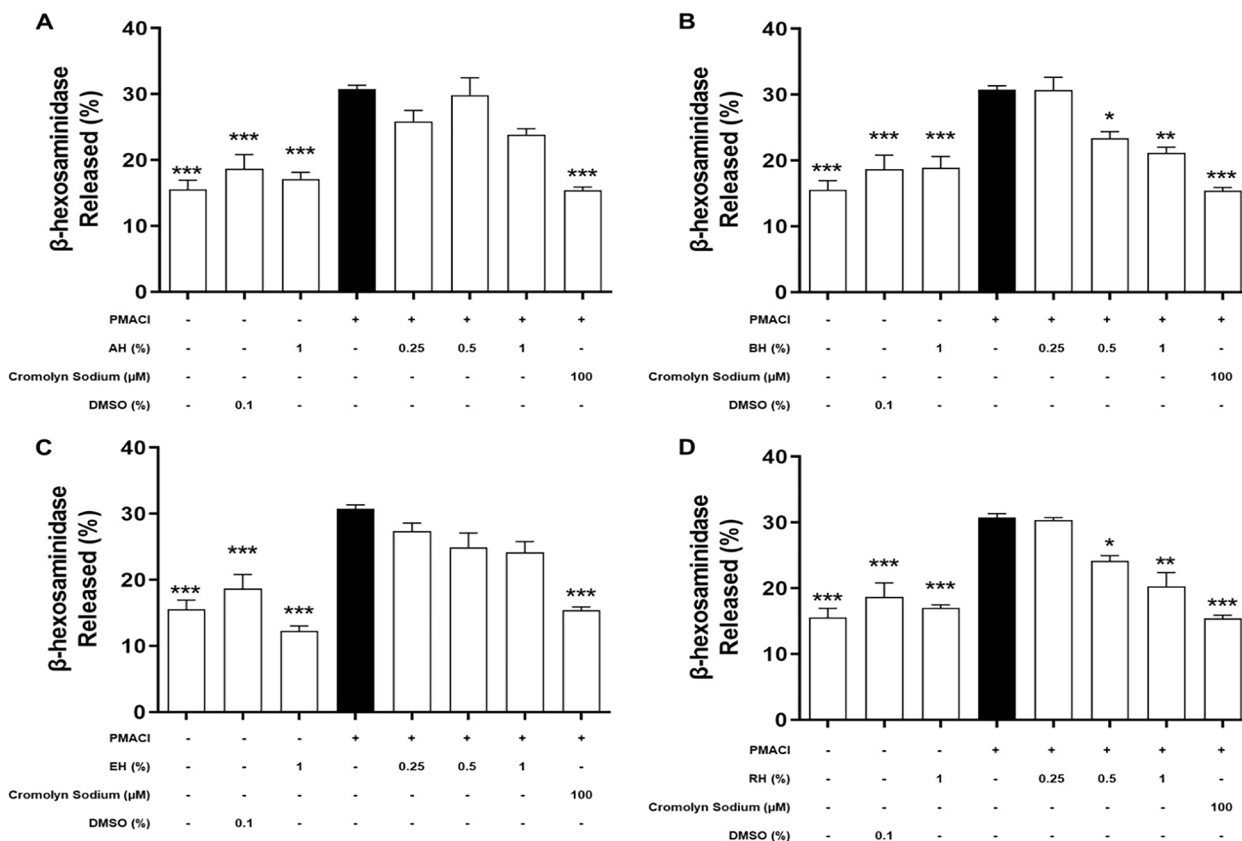 A
β-hexosaminidase
Released (%)
40
30
20
10
0
*** *** *** ***
PMACI - - - + + + + +
AH (%) - - 1 - 0.25 0.5 1 -
Cromolyn Sodium (µM) - - - - - - - 100
DMSO (%) - 0.1 - - - - - -
B
β-hexosaminidase
Released (%)
40
30
20
10
0
*** *** *** * ** ***
PMACI - - - + + + + +
BH (%) - - 1 - 0.25 0.5 1 -
Cromolyn Sodium (µM) - - - - - - - 100
DMSO (%) - 0.1 - - - - - -
C
β-hexosaminidase
Released (%)
40
30
20
10
0
*** *** *** ***
PMACI - - - + + + + +
EH (%) - - 1 - 0.25 0.5 1 -
Cromolyn Sodium (µM) - - - - - - - 100
DMSO (%) - 0.1 - - - - - -
D
β-hexosaminidase
Released (%)
40
30
20
10
0
*** *** *** * ** ***
PMACI - - - + + + + +
RH (%) - - 1 - 0.25 0.5 1 -
Cromolyn Sodium (µM) - - - - - - - 100
DMSO (%) - 0.1 - - - - - -